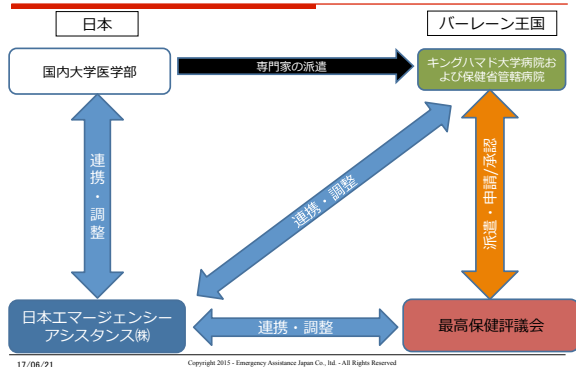 日本
バーレーン王国
国内大学医学部
専門家の派遣
キングハマド大学病院お
よび保健省管轄病院
連携・調整
連携・調整
派遣・申請/承認
日本エマージェンシー
アシスタンス㈱
連携・調整
最高保健評議会
17/06/21
Copyright 2015 - Emergency Assistance Japan Co., ltd. - All Rights Reserved